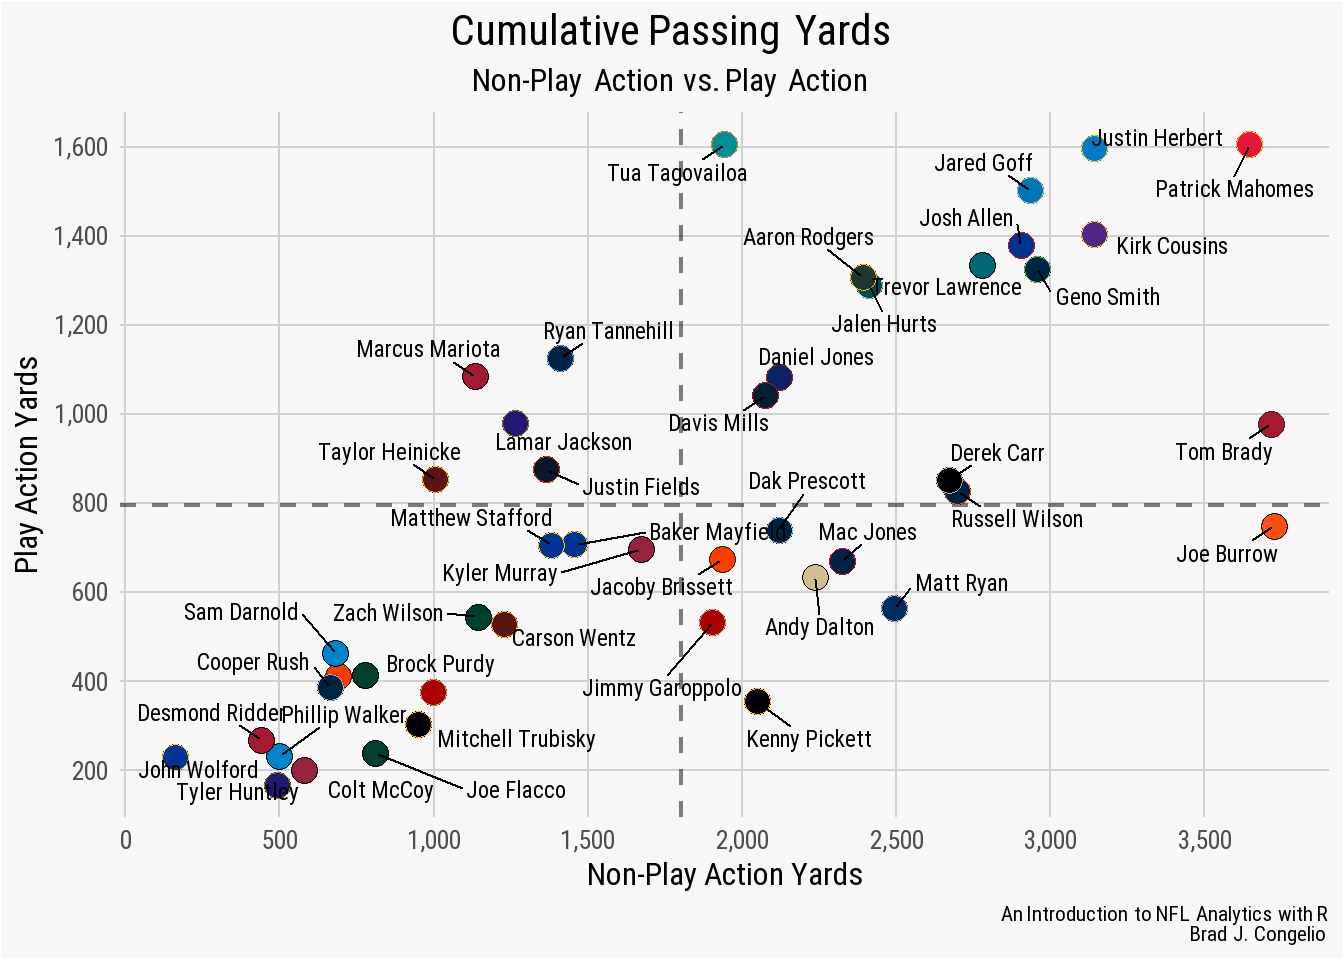 Cumulative Passing Yards
Non-Play Action vs. Play Action
1,600
1,400
1,200
1,000
800
600
400
200
Play Action Yards
Justin Herbert
Jared Goff
Tua Tagovailoa
Patrick Mahomes
Josh Allen
Aaron Rodgers
Kirk Cousins
Trevor Lawrence
Geno Smith
Jalen Hurts
Ryan Tannehill
Marcus Mariota
Daniel Jones
Davis Mills
Lamar Jackson
Taylor Heinicke
Tom Brady
Derek Carr
Justin Fields
Dak Prescott
Matthew Stafford
Russell Wilson
Baker Mayfield
Mac Jones
Joe Burrow
Kyler Murray
Jacoby Brissett
Matt Ryan
Sam Darnold
Zach Wilson
Andy Dalton
Carson Wentz
Cooper Rush
Brock Purdy
Jimmy Garoppolo
Desmond Ridder
Phillip Walker
Mitchell Trubisky
Kenny Pickett
John Wolford
Tyler Huntley
Colt McCoy
Joe Flacco
0
500
1,000
1,500
2,000
2,500
3,000
3,500
Non-Play Action Yards
An Introduction to NFL Analytics with R
Brad J. Congelio